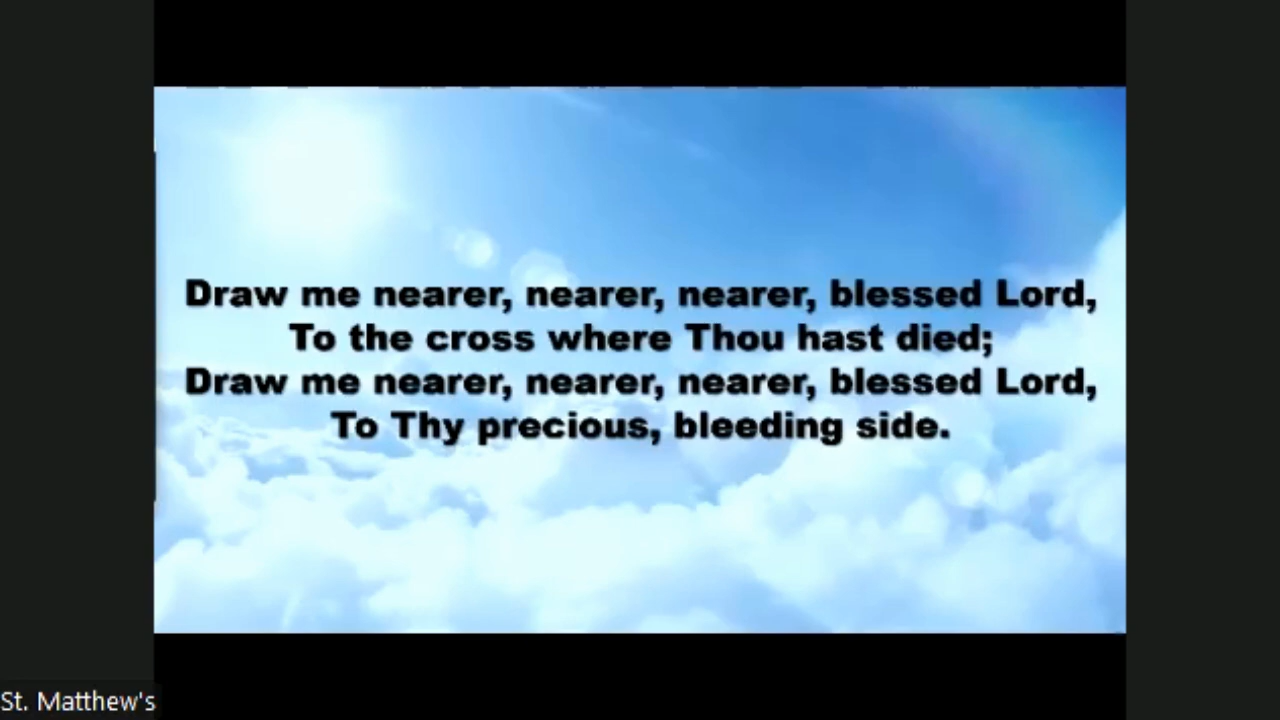 Draw me nearer, nearer, nearer, blessed Lord,
To the cross where Thou hast died;
Draw me nearer, nearer, nearer, blessed Lord,
To Thy precious, bleeding side.
St. Matthew's